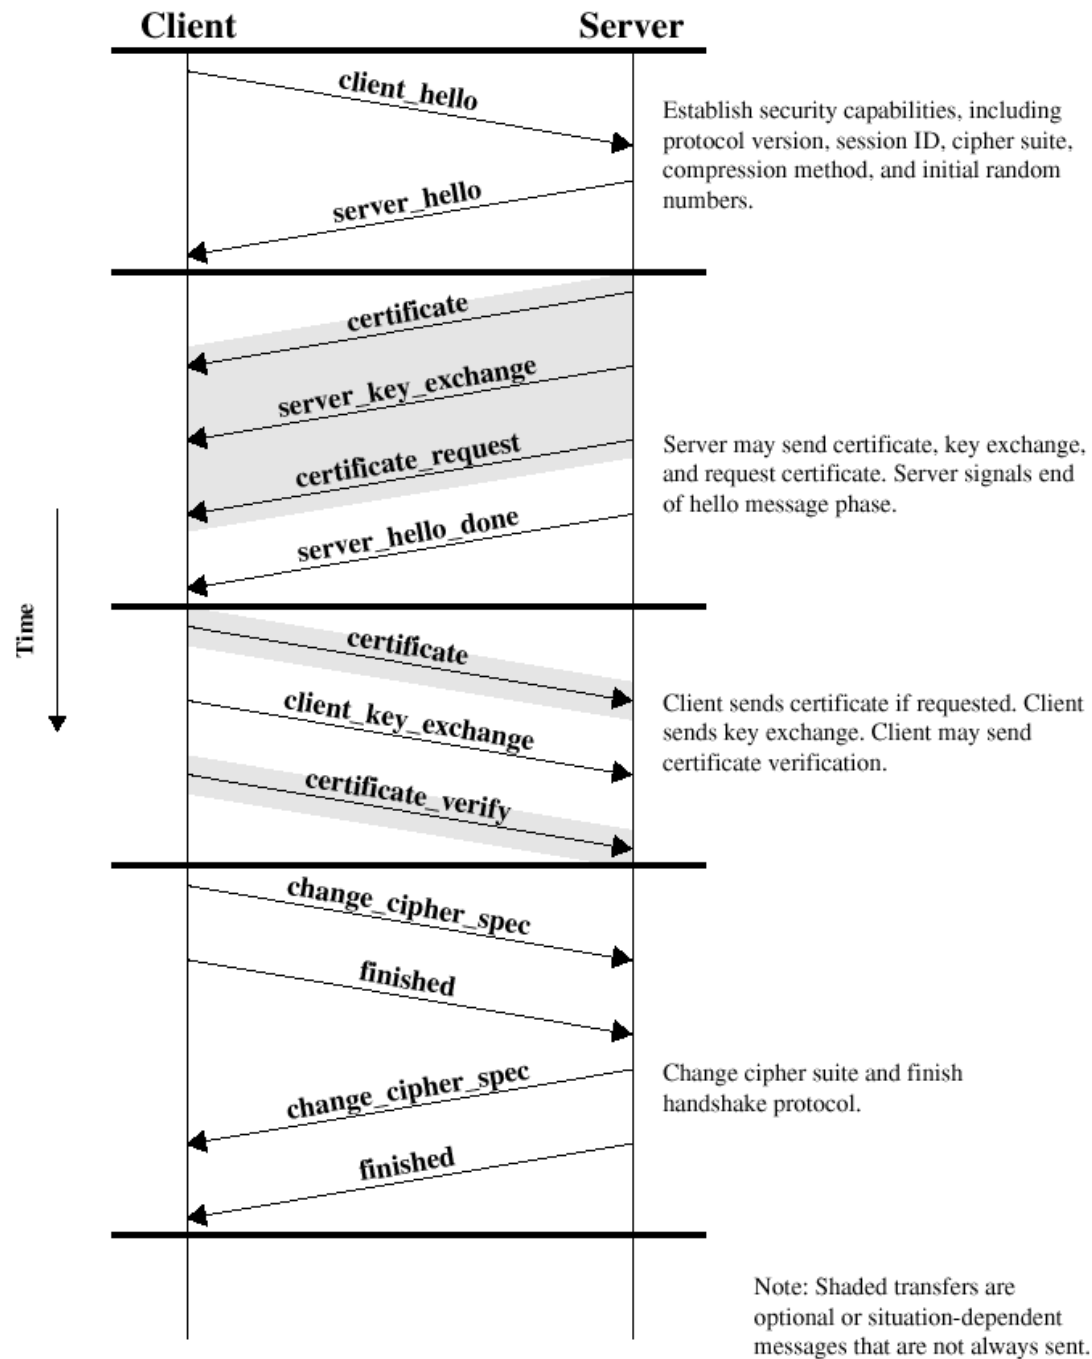 Client
Server
client_hello
server_hello
Establish security capabilities, including
protocol version, session ID, cipher suite,
compression method, and initial random
numbers.
certificate
server_key_exchange
certificate_request
server_hello_done
Server may send certificate, key exchange,
and request certificate. Server signals end
of hello message phase.
Time
certificate
client_key_exchange
certificate_verify
Client sends certificate if requested. Client
sends key exchange. Client may send
certificate verification.
change_cipher_spec
finished
change_cipher_spec
finished
Change cipher suite and finish
handshake protocol.
Note: Shaded transfers are
optional or situation-dependent
messages that are not always sent.